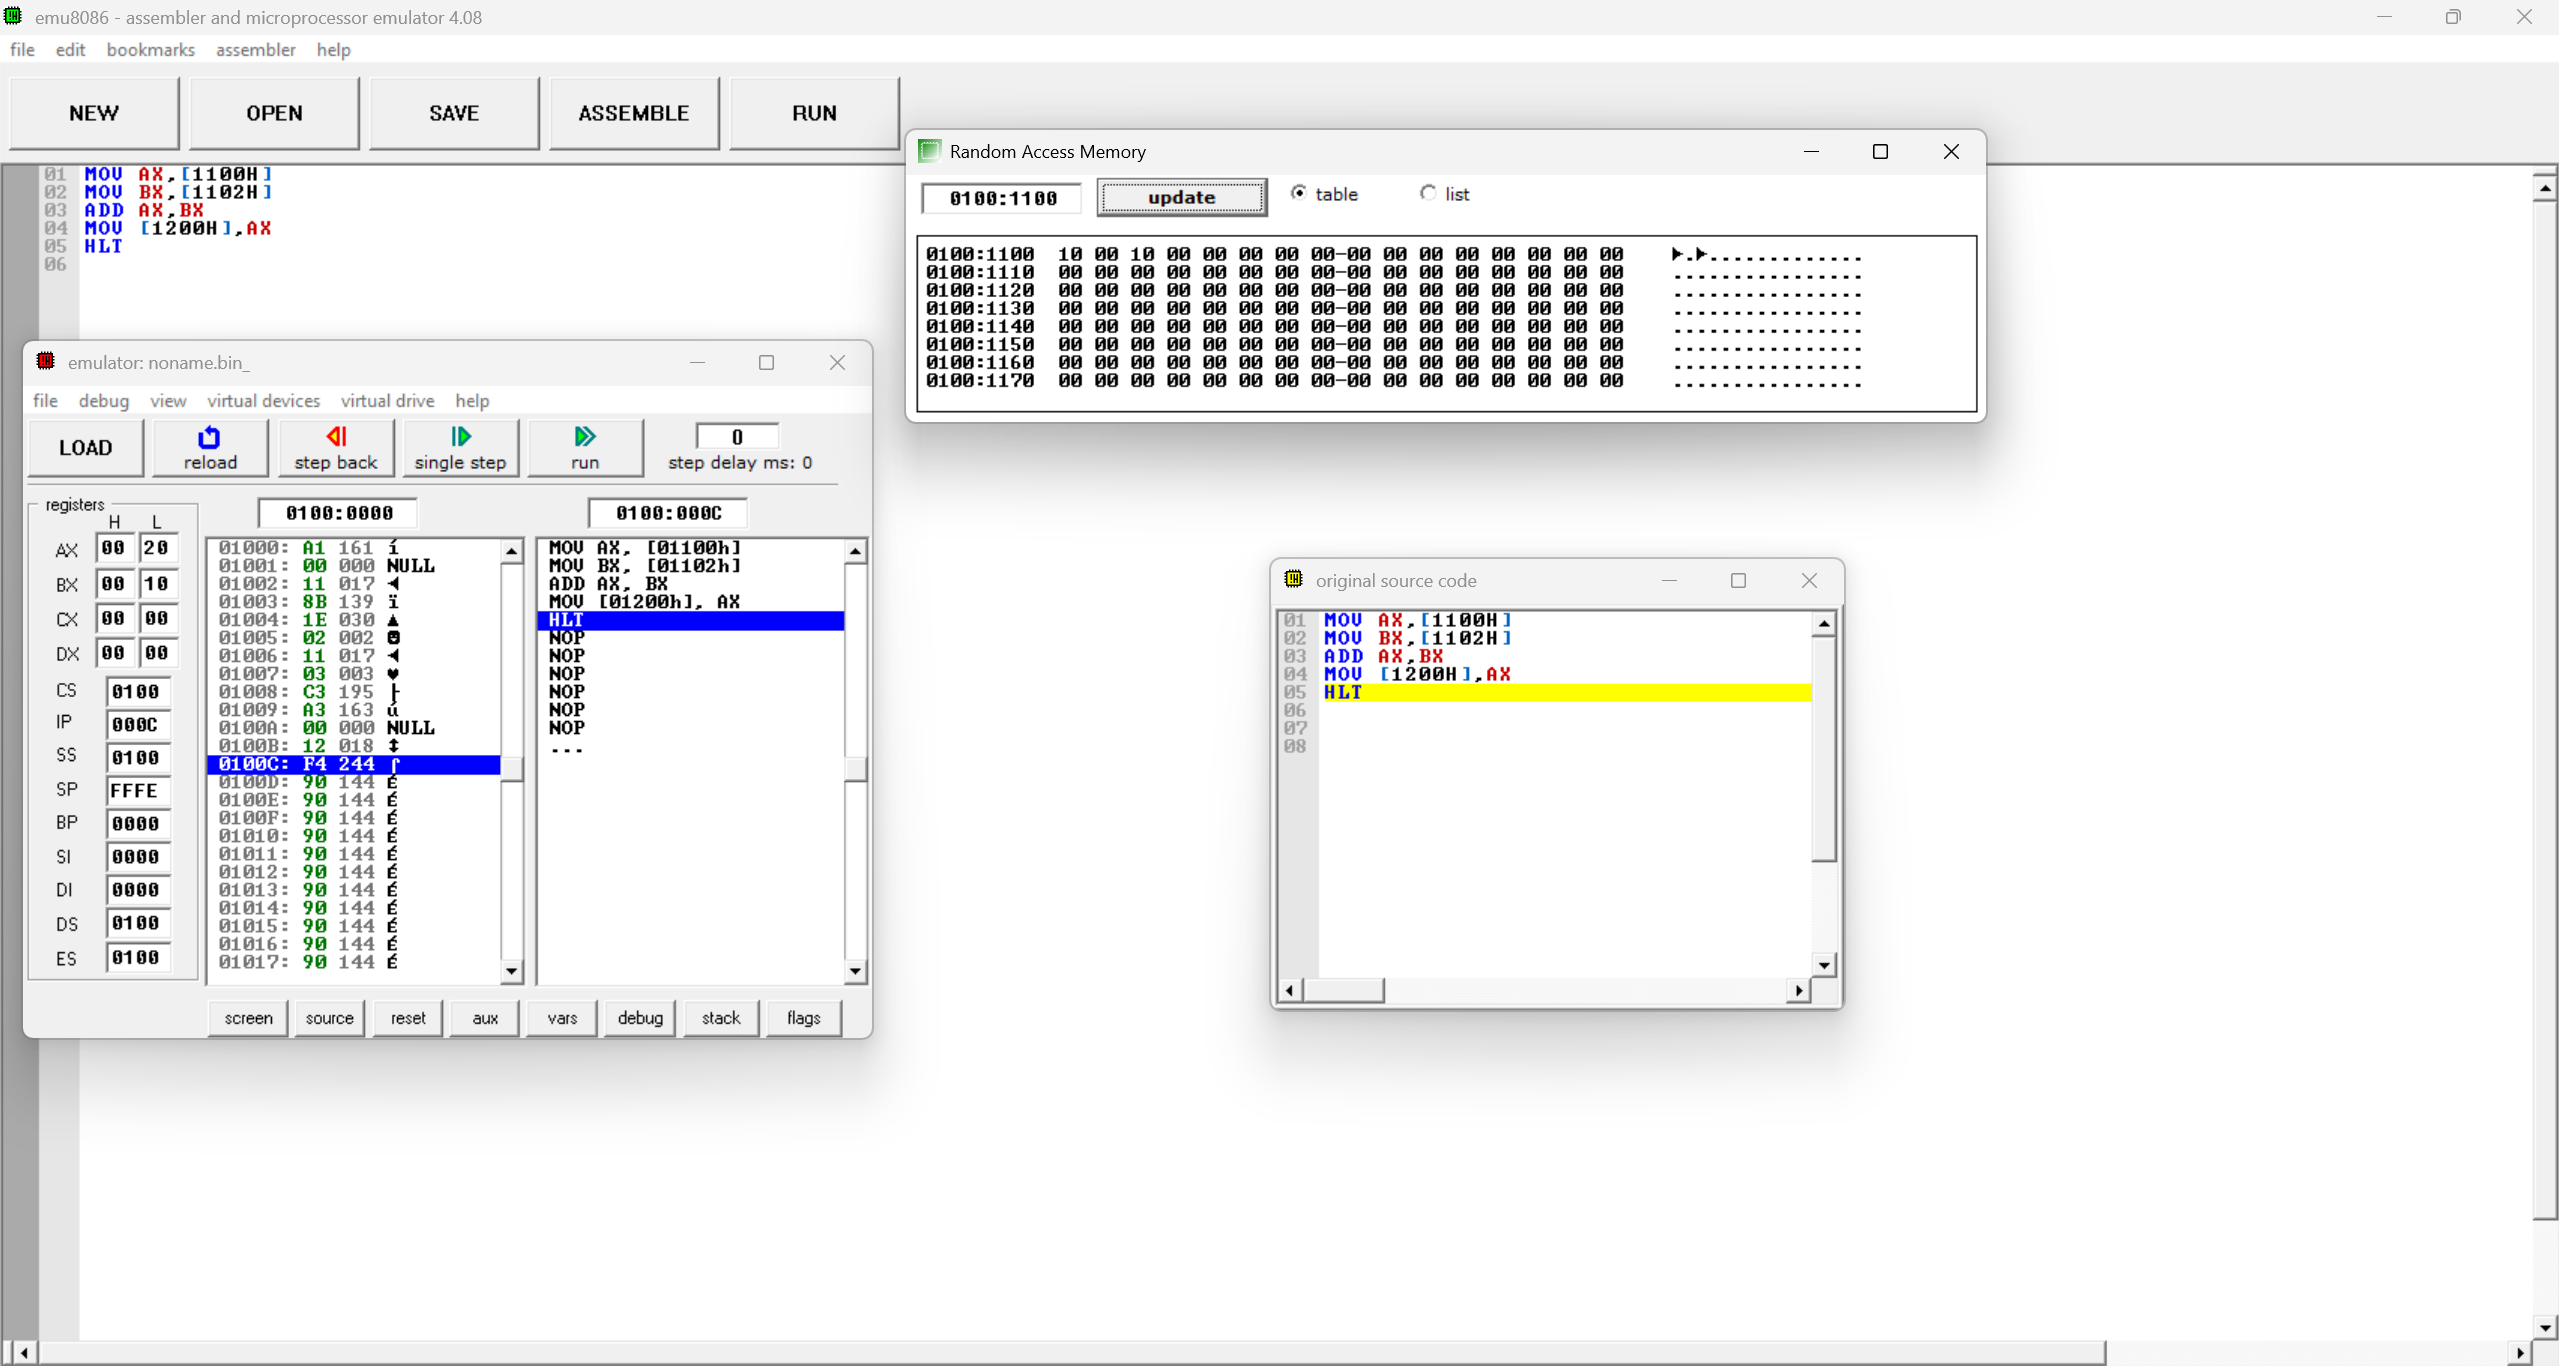 emu8086 - assembler and microprocessor emulator 4.08
file edit bookmarks assembler help
NEW OPEN SAVE ASSEMBLE RUN
01 MOV AX,[1100H]
02 MOV BX,[1102H]
03 ADD AX,BX
04 MOV [1200H],AX
05 HLT
06
Random Access Memory
0100:1100 update table list
0100:1100 10 00 10 00 00 00 00 00-00 00 00 00 00 00 00 00 ►.►.............
0100:1110 00 00 00 00 00 00 00 00-00 00 00 00 00 00 00 00 ................
0100:1120 00 00 00 00 00 00 00 00-00 00 00 00 00 00 00 00 ................
0100:1130 00 00 00 00 00 00 00 00-00 00 00 00 00 00 00 00 ................
0100:1140 00 00 00 00 00 00 00 00-00 00 00 00 00 00 00 00 ................
0100:1150 00 00 00 00 00 00 00 00-00 00 00 00 00 00 00 00 ................
0100:1160 00 00 00 00 00 00 00 00-00 00 00 00 00 00 00 00 ................
0100:1170 00 00 00 00 00 00 00 00-00 00 00 00 00 00 00 00 ................
emulator: noname.bin_
file debug view virtual devices virtual drive help
LOAD reload step back single step run 0
step delay ms: 0
registers
H L
AX 00 20
BX 00 10
CX 00 00
DX 00 00
CS 0100
IP 000C
SS 0100
SP FFFE
BP 0000
SI 0000
DI 0000
DS 0100
ES 0100
0100:0000
01000: A1 161 í
01001: 00 000 NULL
01002: 11 017 ◄
01003: 8B 139 ï
01004: 1E 030 ▲
01005: 02 002 ☻
01006: 11 017 ◄
01007: 03 003 ♥
01008: C3 195 ├
01009: A3 163 ú
0100A: 00 000 NULL
0100B: 12 018 ↕
0100C: F4 244 ⌠
0100D: 90 144 É
0100E: 90 144 É
0100F: 90 144 É
01010: 90 144 É
01011: 90 144 É
01012: 90 144 É
01013: 90 144 É
01014: 90 144 É
01015: 90 144 É
01016: 90 144 É
01017: 90 144 É
0100:000C
MOV AX, [01100h]
MOV BX, [01102h]
ADD AX, BX
MOV [01200h], AX
HLT
NOP
NOP
NOP
NOP
NOP
NOP
...
screen source reset aux vars debug stack flags
original source code
01 MOV AX,[1100H]
02 MOV BX,[1102H]
03 ADD AX,BX
04 MOV [1200H],AX
05 HLT
06
07
08